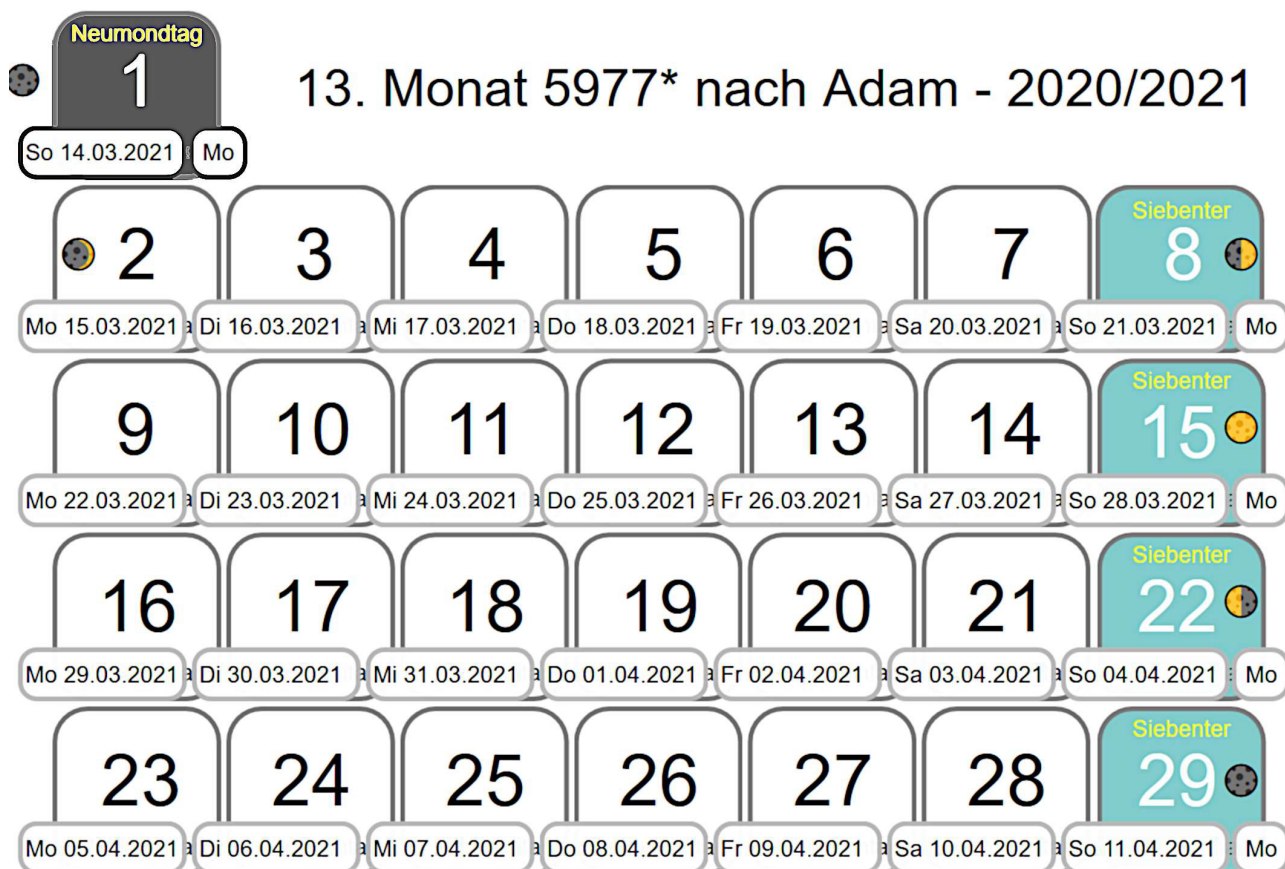 Neumondtag
1
13. Monat 5977* nach Adam - 2020/2021
So 14.03.2021 Mo
Siebenter
2 3 4 5 6 7 8
Mo 15.03.2021 Di 16.03.2021 Mi 17.03.2021 Do 18.03.2021 Fr 19.03.2021 Sa 20.03.2021 So 21.03.2021 Mo
Siebenter
9 10 11 12 13 14 15
Mo 22.03.2021 Di 23.03.2021 Mi 24.03.2021 Do 25.03.2021 Fr 26.03.2021 Sa 27.03.2021 So 28.03.2021 Mo
Siebenter
16 17 18 19 20 21 22
Mo 29.03.2021 Di 30.03.2021 Mi 31.03.2021 Do 01.04.2021 Fr 02.04.2021 Sa 03.04.2021 So 04.04.2021 Mo
Siebenter
23 24 25 26 27 28 29
Mo 05.04.2021 Di 06.04.2021 Mi 07.04.2021 Do 08.04.2021 Fr 09.04.2021 Sa 10.04.2021 So 11.04.2021 Mo